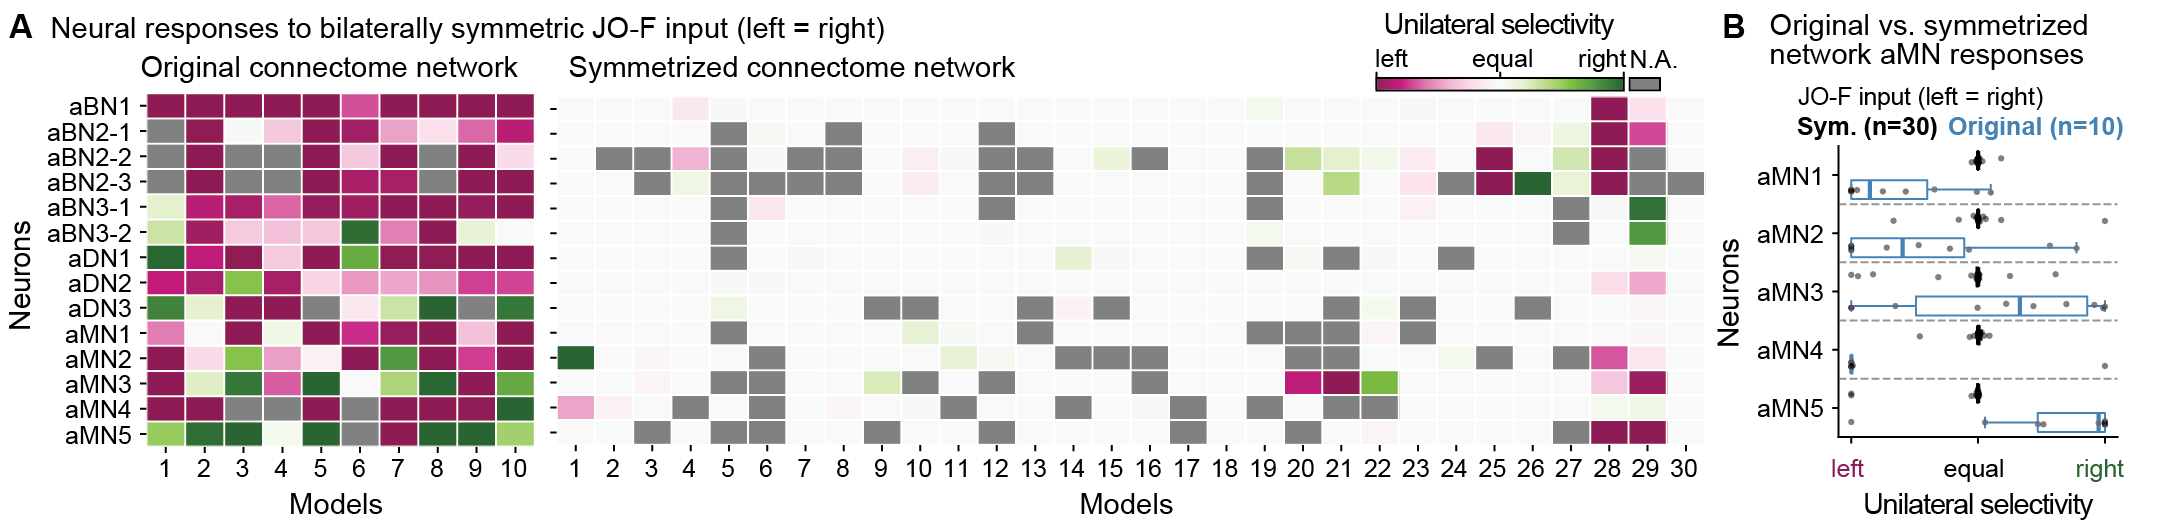 A Neural responses to bilaterally symmetric JO-F input (left = right)
Original connectome network
Symmetrized connectome network
Unilateral selectivity
left equal right N.A.
Neurons
aBN1
aBN2-1
aBN2-2
aBN2-3
aBN3-1
aBN3-2
aDN1
aDN2
aDN3
aMN1
aMN2
aMN3
aMN4
aMN5
1 2 3 4 5 6 7 8 9 10
Models
1 2 3 4 5 6 7 8 9 10 11 12 13 14 15 16 17 18 19 20 21 22 23 24 25 26 27 28 29 30
Models
B Original vs. symmetrized
network aMN responses
JO-F input (left = right)
Sym. (n=30) Original (n=10)
Neurons
aMN1
aMN2
aMN3
aMN4
aMN5
left equal right
Unilateral selectivity